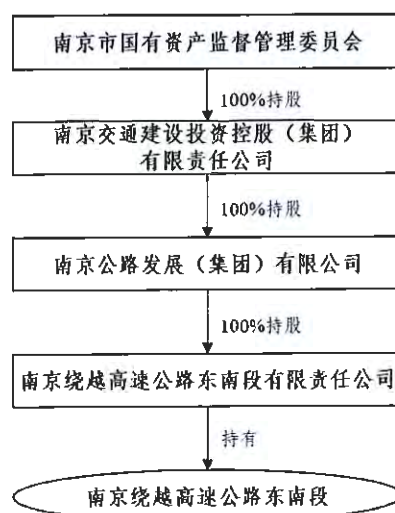 南京市国有资产监督管理委员会
100%持股
南京交通建设投资控股（集团）
有限责任公司
100%持股
南京公路发展（集团）有限公司
100%持股
南京绕越高速公路东南段有限责任公司
持有
南京绕越高速公路东南段